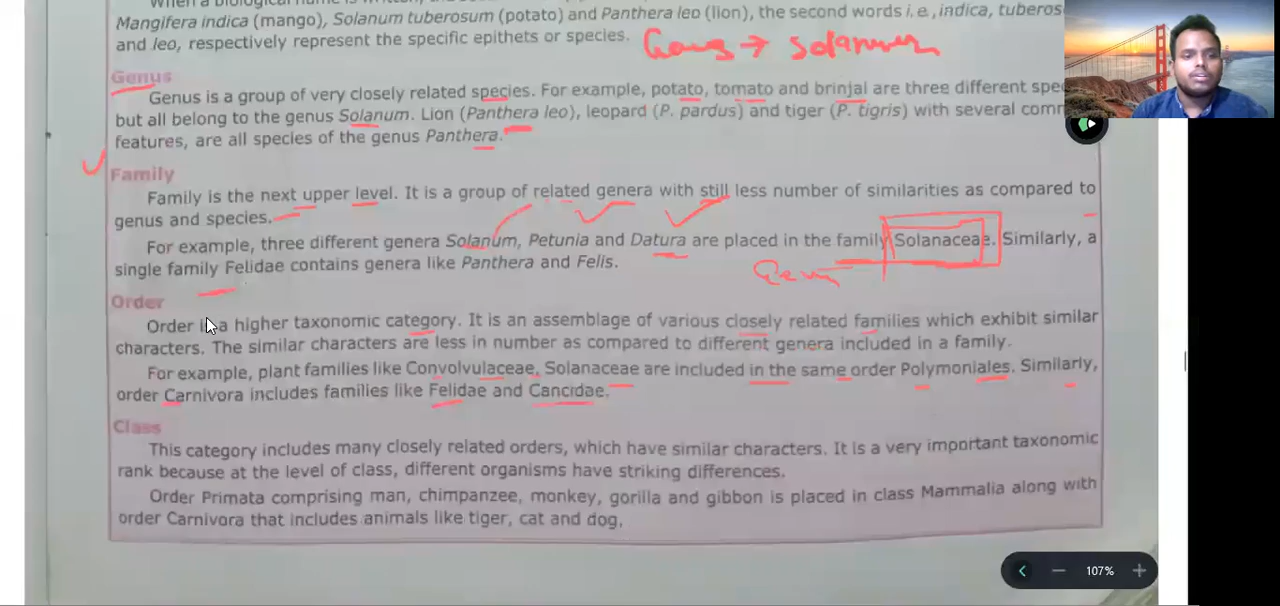 When a biological name is written,
Mangifera indica (mango), Solanum tuberosum (potato) and Panthera leo (lion), the second words i.e., indica, tuberos
and leo, respectively represent the specific epithets or species.
Genus → Solanum
Genus
Genus is a group of very closely related species. For example, potato, tomato and brinjal are three different spe
but all belong to the genus Solanum. Lion (Panthera leo), leopard (P. pardus) and tiger (P. tigris) with several comm
features, are all species of the genus Panthera.
Family
Family is the next upper level. It is a group of related genera with still less number of similarities as compared to
genus and species.
For example, three different genera Solanum, Petunia and Datura are placed in the family Solanaceae. Similarly, a
single family Felidae contains genera like Panthera and Felis.
Order
Order is a higher taxonomic category. It is an assemblage of various closely related families which exhibit similar
characters. The similar characters are less in number as compared to different genera included in a family.
For example, plant families like Convolvulaceae, Solanaceae are included in the same order Polymoniales. Similarly,
order Carnivora includes families like Felidae and Cancidae.
Class
This category includes many closely related orders, which have similar characters. It is a very important taxonomic
rank because at the level of class, different organisms have striking differences.
Order Primata comprising man, chimpanzee, monkey, gorilla and gibbon is placed in class Mammalia along with
order Carnivora that includes animals like tiger, cat and dog,
107%